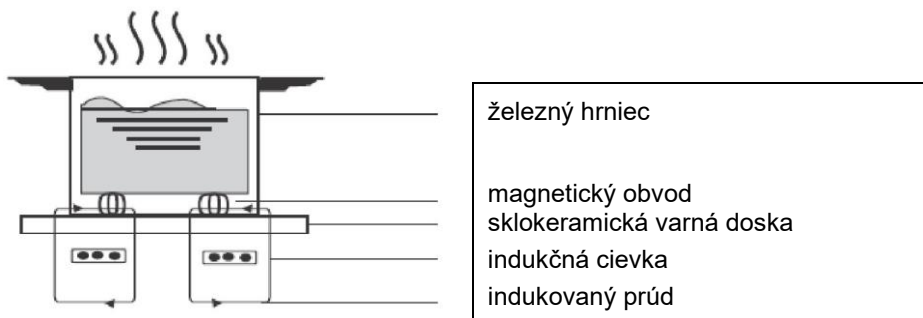 železný hrniec
magnetický obvod
sklokeramická varná doska
indukčná cievka
indukovaný prúd